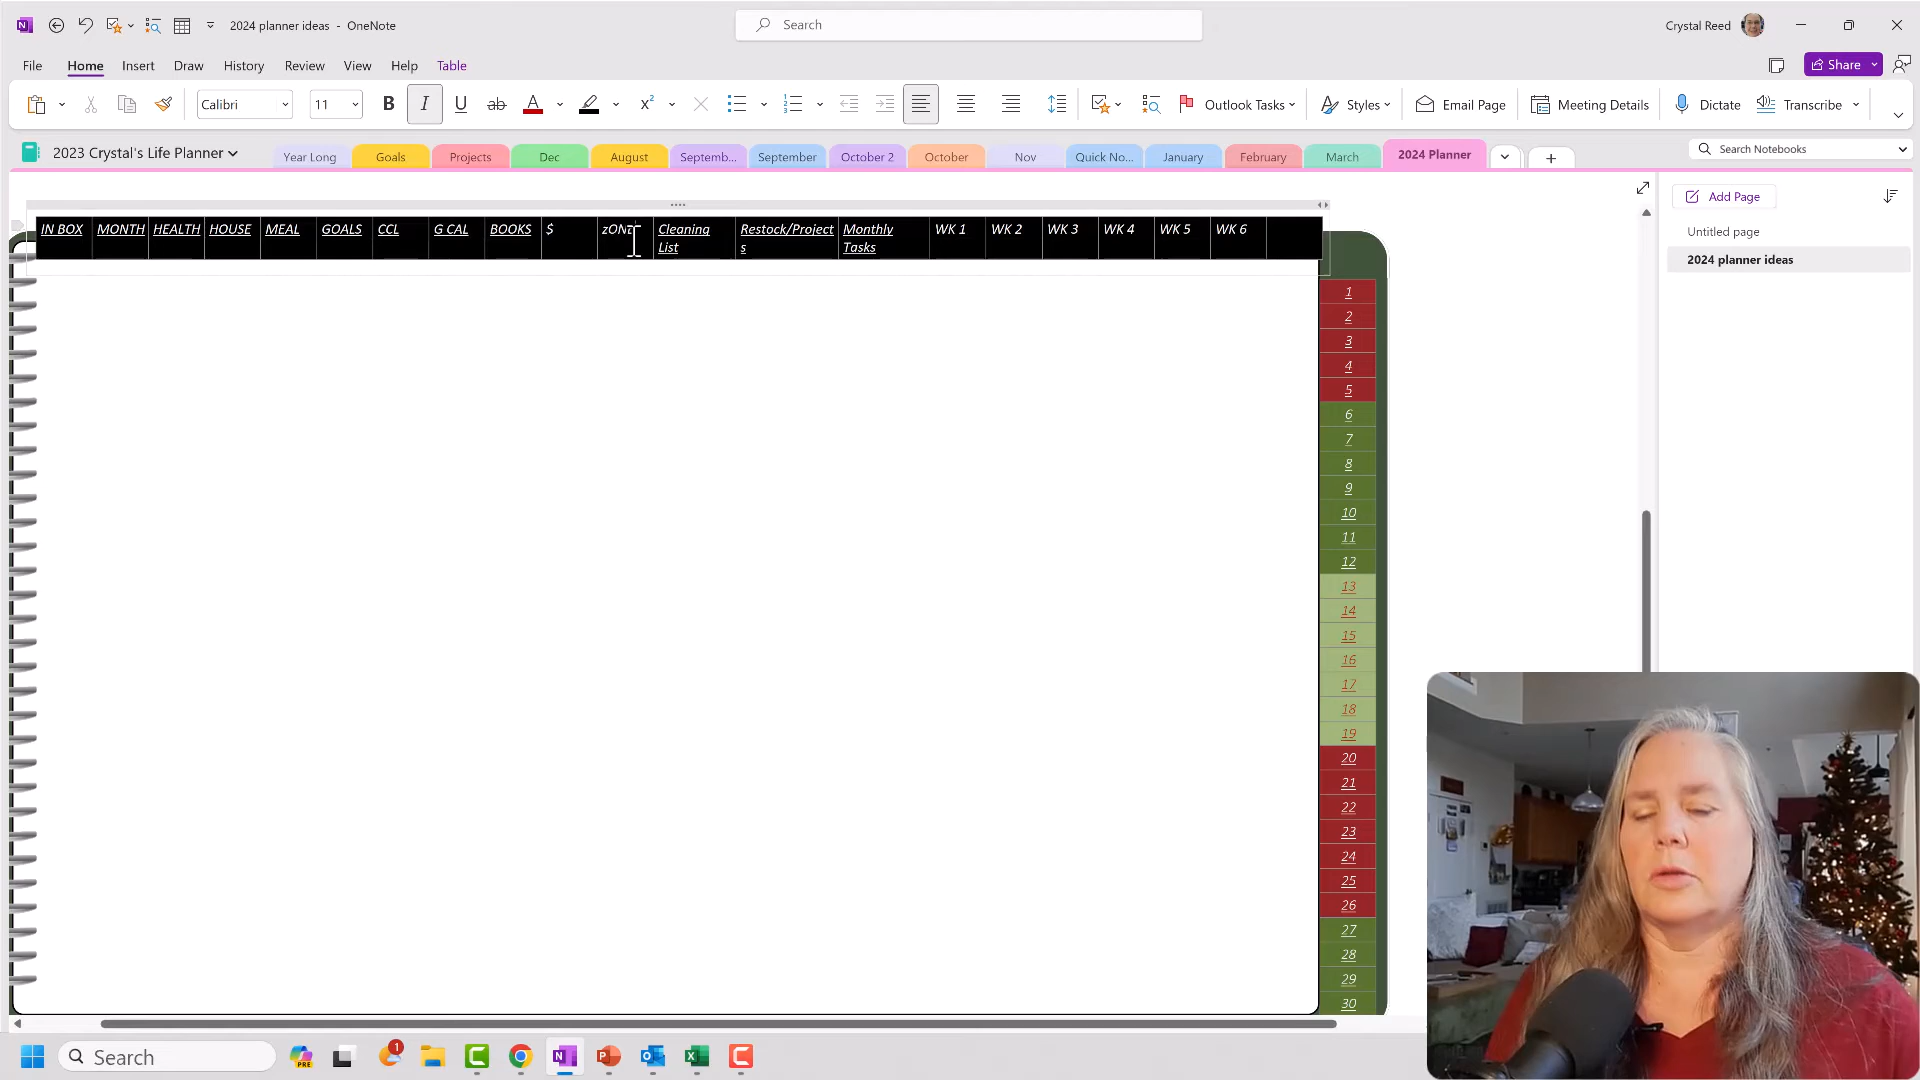 2024 planner ideas - OneNote
Search
Crystal Reed
File
Home
Insert
Draw
History
Review
View
Help
Table
Share
Calibri
11
B
I
U
ab
A
x²
Outlook Tasks
Styles
Email Page
Meeting Details
Dictate
Transcribe
2023 Crystal's Life Planner
Year Long
Goals
Projects
Dec
August
Septemb...
September
October 2
October
Nov
Quick No...
January
February
March
2024 Planner
Search Notebooks
Add Page
Untitled page
2024 planner ideas
IN BOX
MONTH
HEALTH
HOUSE
MEAL
GOALS
CCL
G CAL
BOOKS
$
zONE
Cleaning
List
Restock/Project
s
Monthly
Tasks
WK 1
WK 2
WK 3
WK 4
WK 5
WK 6
1
2
3
4
5
6
7
8
9
10
11
12
13
14
15
16
17
18
19
20
21
22
23
24
25
26
27
28
29
30
Search
PRE
1